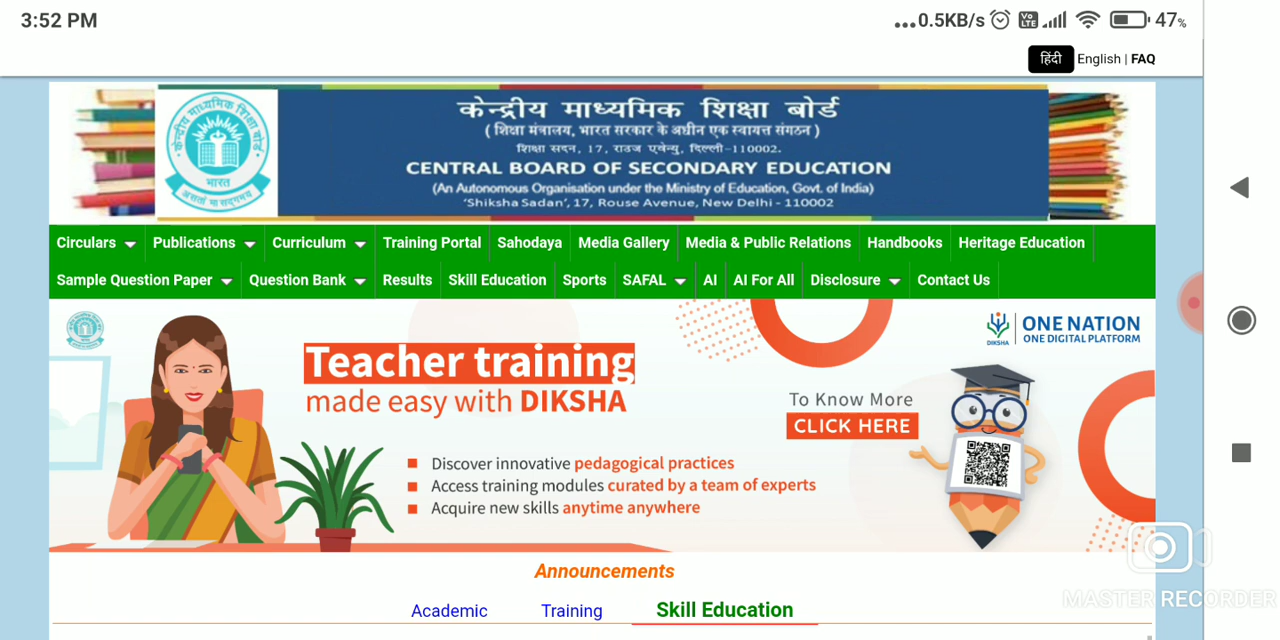 3:52 PM
...0.5KB/s Vo LTE 47%
हिंदी English | FAQ
केन्द्रीय माध्यमिक शिक्षा बोर्ड
(शिक्षा मंत्रालय, भारत सरकार के अधीन एक स्वायत्त संगठन)
शिक्षा सदन, 17, राउज़ एवेन्यु, दिल्ली-110002.
CENTRAL BOARD OF SECONDARY EDUCATION
(An Autonomous Organisation under the Ministry of Education, Govt. of India)
'Shiksha Sadan', 17, Rouse Avenue, New Delhi - 110002
केन्द्रीय माध्यमिक शिक्षा बोर्ड
भारत
असतो मा सद्गमय
Circulars Publications Curriculum Training Portal Sahodaya Media Gallery Media & Public Relations Handbooks Heritage Education
Sample Question Paper Question Bank Results Skill Education Sports SAFAL AI AI For All Disclosure Contact Us
DIKSHA
ONE NATION
ONE DIGITAL PLATFORM
Teacher training
made easy with DIKSHA
Discover innovative pedagogical practices
Access training modules curated by a team of experts
Acquire new skills anytime anywhere
To Know More
CLICK HERE
Announcements
Academic Training Skill Education
MASTER RECORDER